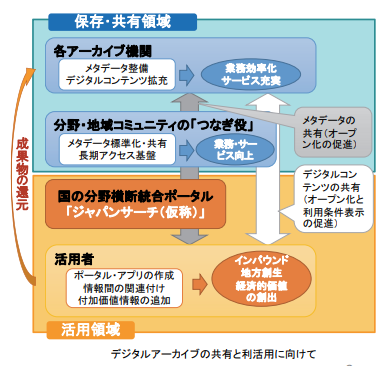 保存・共有領域
各アーカイブ機関
メタデータ整備
デジタルコンテンツ拡充
業務効率化
サービス充実
分野・地域コミュニティの「つなぎ役」
メタデータ標準化・共有
長期アクセス基盤
業務・サー
ビス向上
メタデータの
共有(オープ
ン化の促進)
国の分野横断統合ポータル
「ジャパンサーチ(仮称)」
デジタルコン
テンツの共有
(オープン化と
利用条件表示
の促進)
成果物の還元
活用者
ポータル・アプリの作成
情報間の関連付け
付加価値情報の追加
インバウンド
地方創生
経済的価値
の創出
活用領域
デジタルアーカイブの共有と利活用に向けて